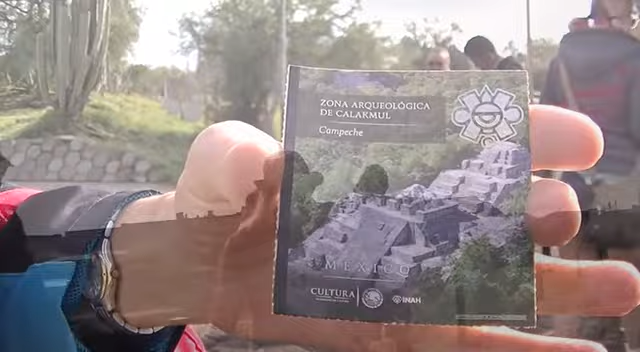 ZONA ARQUEOLÓGICA
DE CALAKMUL
Campeche
MÉXICO
CULTURA
INAH